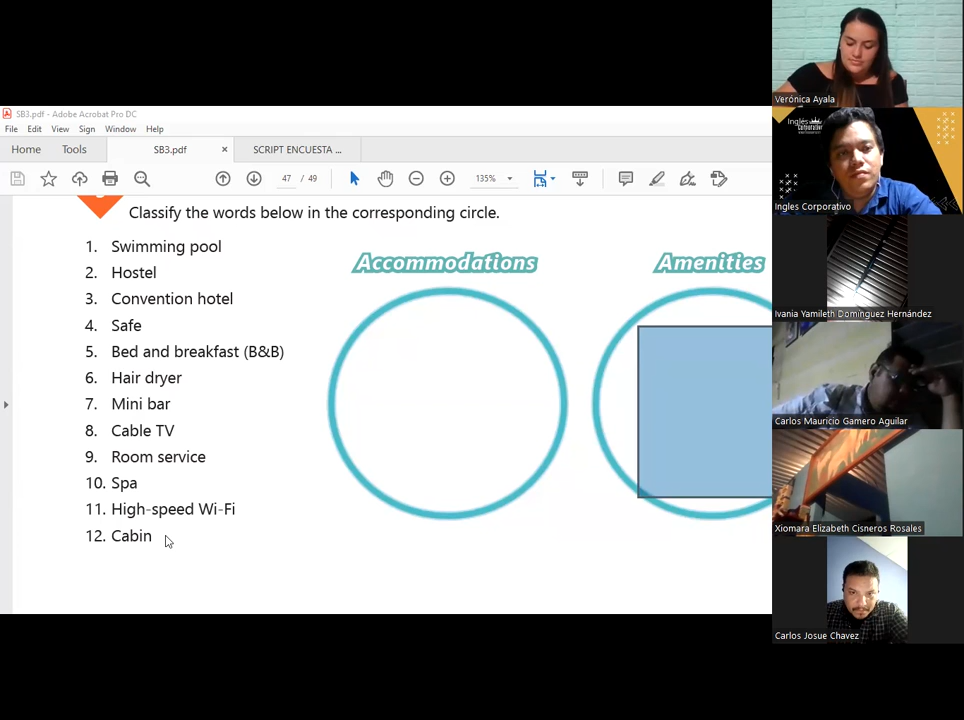 SB3.pdf - Adobe Acrobat Pro DC
File Edit View Sign Window Help
Home Tools SB3.pdf × SCRIPT ENCUESTA ...
47 / 49 135%
Classify the words below in the corresponding circle.
1. Swimming pool
2. Hostel
3. Convention hotel
4. Safe
5. Bed and breakfast (B&B)
6. Hair dryer
7. Mini bar
8. Cable TV
9. Room service
10. Spa
11. High-speed Wi-Fi
12. Cabin
Accommodations
Amenities
Verónica Ayala
Inglés
Corporativo
Ingles Corporativo
Ivania Yamileth Domínguez Hernández
Carlos Mauricio Gamero Aguilar
Xiomara Elizabeth Cisneros Rosales
Carlos Josue Chavez